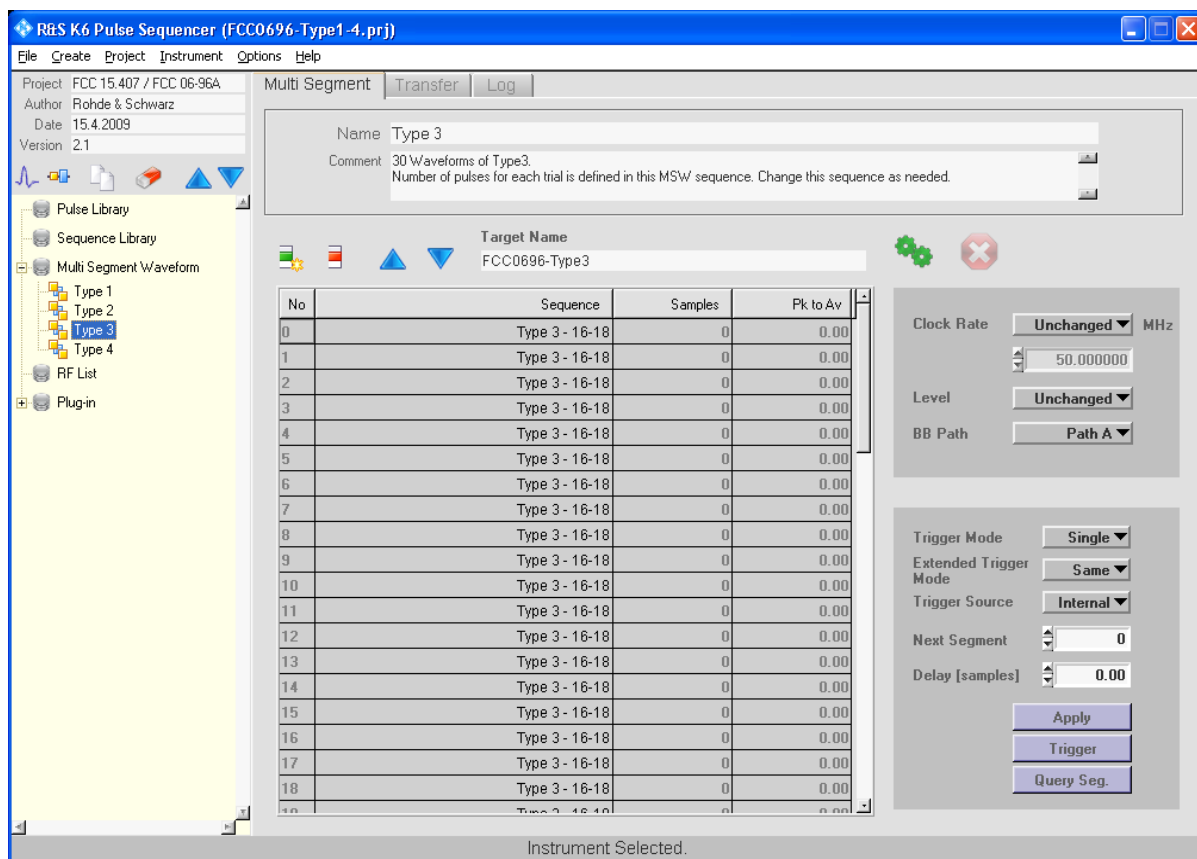 R&S K6 Pulse Sequencer (FCC0696-Type1-4.prj)
File Create Project Instrument Options Help
Project FCC 15.407 / FCC 06-96A
Author Rohde & Schwarz
Date 15.4.2009
Version 2.1
Pulse Library
Sequence Library
Multi Segment Waveform
Type 1
Type 2
Type 3
Type 4
RF List
Plug-in
Multi Segment Transfer Log
Name Type 3
Comment 30 Waveforms of Type3.
Number of pulses for each trial is defined in this MSW sequence. Change this sequence as needed.
Target Name
FCC0696-Type3
No Sequence Samples Pk to Av
0 Type 3 - 16-18 0 0.00
1 Type 3 - 16-18 0 0.00
2 Type 3 - 16-18 0 0.00
3 Type 3 - 16-18 0 0.00
4 Type 3 - 16-18 0 0.00
5 Type 3 - 16-18 0 0.00
6 Type 3 - 16-18 0 0.00
7 Type 3 - 16-18 0 0.00
8 Type 3 - 16-18 0 0.00
9 Type 3 - 16-18 0 0.00
10 Type 3 - 16-18 0 0.00
11 Type 3 - 16-18 0 0.00
12 Type 3 - 16-18 0 0.00
13 Type 3 - 16-18 0 0.00
14 Type 3 - 16-18 0 0.00
15 Type 3 - 16-18 0 0.00
16 Type 3 - 16-18 0 0.00
17 Type 3 - 16-18 0 0.00
18 Type 3 - 16-18 0 0.00
Clock Rate Unchanged MHz
50.000000
Level Unchanged
BB Path Path A
Trigger Mode Single
Extended Trigger
Mode Same
Trigger Source Internal
Next Segment 0
Delay [samples] 0.00
Apply
Trigger
Query Seg.
Instrument Selected.